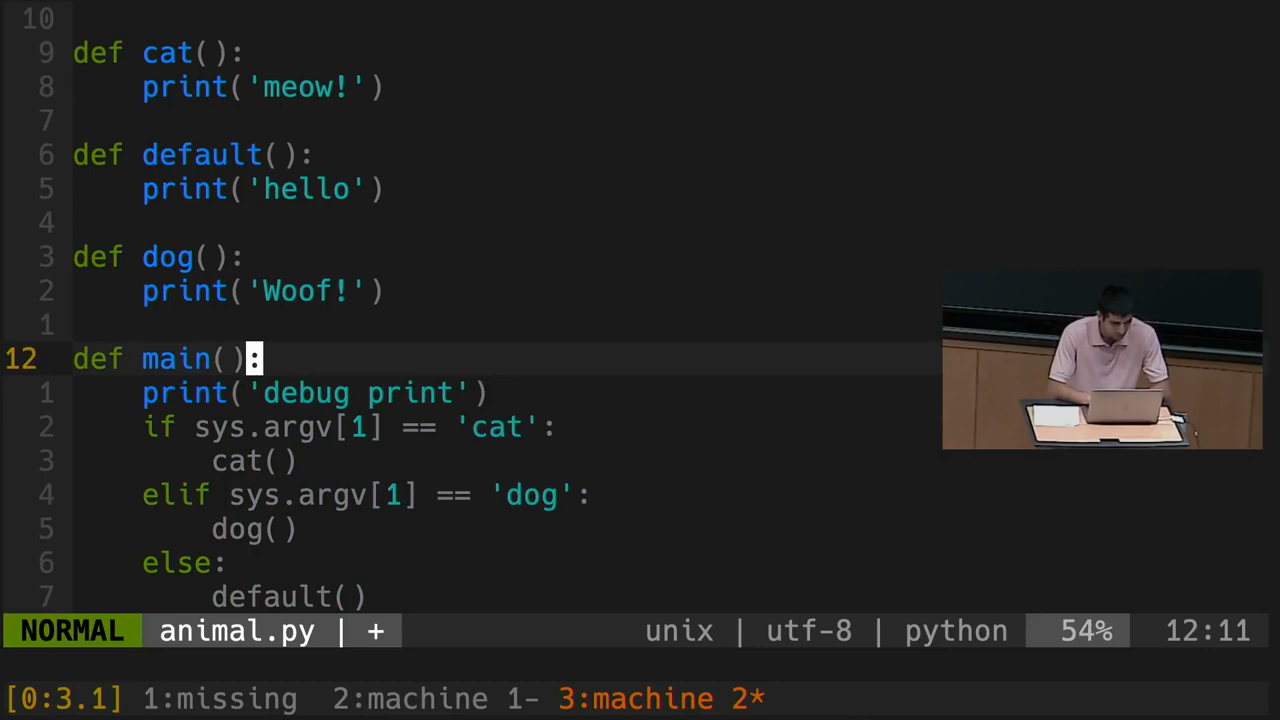 10
9 def cat():
8     print('meow!')
7
6 def default():
5     print('hello')
4
3 def dog():
2     print('Woof!')
1
12 def main():
1     print('debug print')
2     if sys.argv[1] == 'cat':
3         cat()
4     elif sys.argv[1] == 'dog':
5         dog()
6     else:
7         default()
NORMAL animal.py | + unix | utf-8 | python 54% 12:11
[0:3.1] 1:missing 2:machine 1- 3:machine 2*